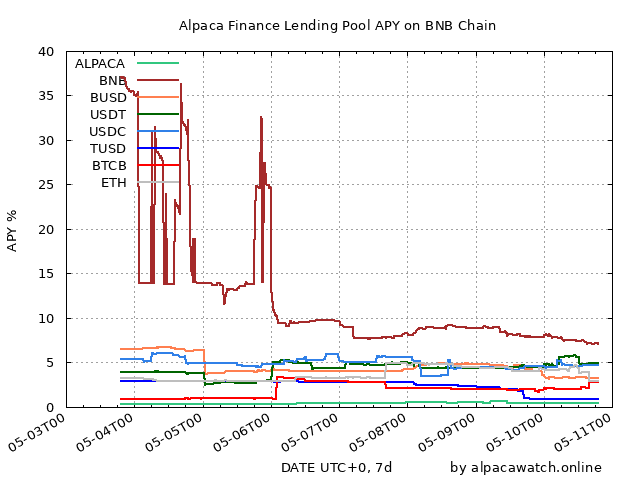 Alpaca Finance Lending Pool APY on BNB Chain
40
35
30
25
20
15
10
5
0
APY %
ALPACA
BNB
BUSD
USDT
USDC
TUSD
BTCB
ETH
05-03T00
05-04T00
05-05T00
05-06T00
05-07T00
05-08T00
05-09T00
05-10T00
05-11T00
DATE UTC+0, 7d
by alpacawatch.online